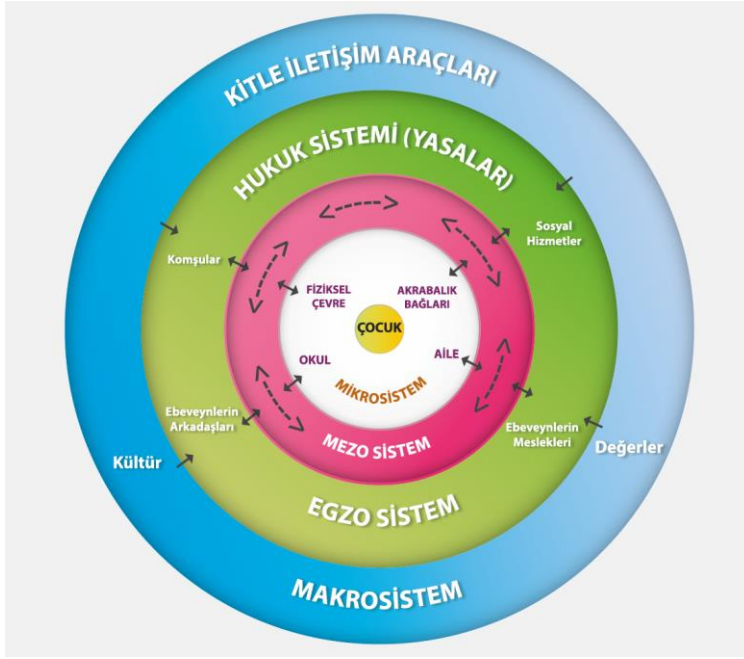 KİTLE İLETİŞİM ARAÇLARI
HUKUK SİSTEMİ (YASALAR)
Sosyal
Hizmetler
Komşular
FİZİKSEL
ÇEVRE
AKRABALIK
BAĞLARI
ÇOCUK
OKUL
AİLE
MİKROSİSTEM
Ebeveynlerin
Arkadaşları
Ebeveynlerin
Meslekleri
MEZO SİSTEM
Kültür
Değerler
EGZO SİSTEM
MAKROSİSTEM